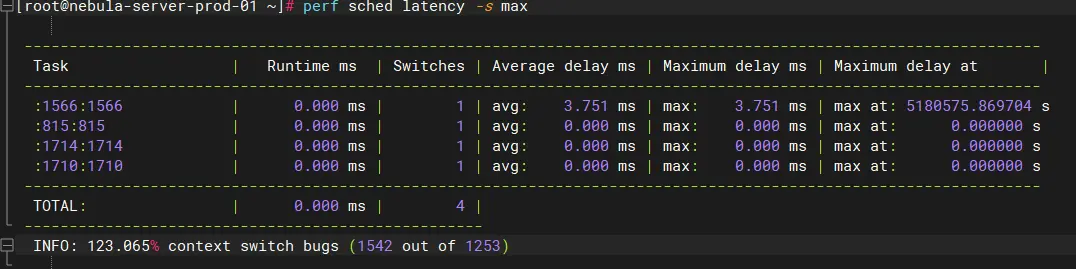 [root@nebula-server-prod-01 ~]# perf sched latency -s max
-------------------------------------------------------------------------------------------------------------------------------------------
Task | Runtime ms | Switches | Average delay ms | Maximum delay ms | Maximum delay at |
-------------------------------------------------------------------------------------------------------------------------------------------
:1566:1566 | 0.000 ms | 1 | avg: 3.751 ms | max: 3.751 ms | max at: 5180575.869704 s
:815:815 | 0.000 ms | 1 | avg: 0.000 ms | max: 0.000 ms | max at: 0.000000 s
:1714:1714 | 0.000 ms | 1 | avg: 0.000 ms | max: 0.000 ms | max at: 0.000000 s
:1710:1710 | 0.000 ms | 1 | avg: 0.000 ms | max: 0.000 ms | max at: 0.000000 s
-------------------------------------------------------------------------------------------------------------------------------------------
TOTAL: | 0.000 ms | 4 |
---------------------------------------------------
INFO: 123.065% context switch bugs (1542 out of 1253)